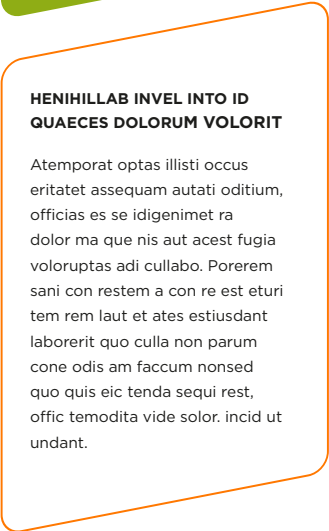 HENIHILLAB INVEL INTO ID
QUAECES DOLORUM VOLORIT
Atemporat optas illisti occus
eritatet assequam autati oditium,
officias es se idigenimet ra
dolor ma que nis aut acest fugia
voloruptas adi cullabo. Porerem
sani con restem a con re est eturi
tem rem laut et ates estiusdant
laborerit quo culla non parum
cone odis am faccum nonsed
quo quis eic tenda sequi rest,
offic temodita vide solor. incid ut
undant.